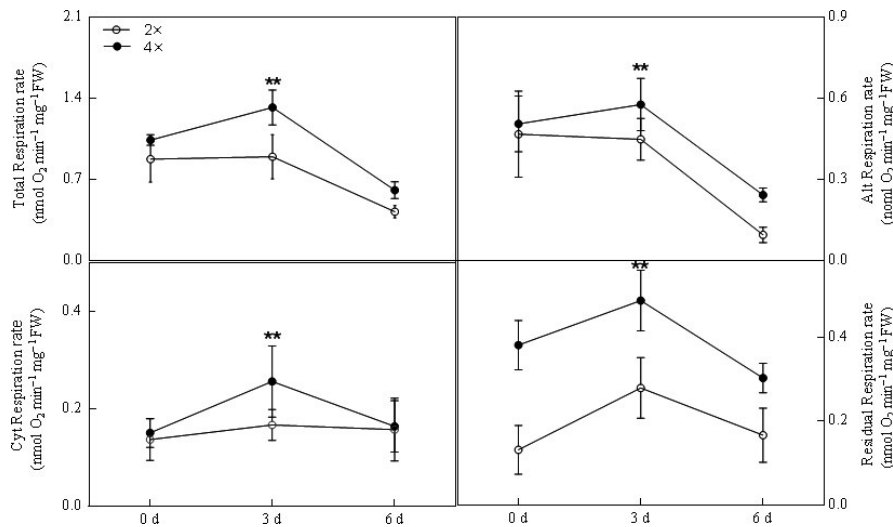 2.1
1.4
0.7
0.0
Total Respiration rate
(nmol O₂ min⁻¹ mg⁻¹FW)
2×
4×
**
**
0.9
0.6
0.3
0.0
Alt Respiration rate
(noml O₂ min⁻¹ mg⁻¹FW)
0.4
0.2
0.0
Cyt Respiration rate
(nmol O₂ min⁻¹ mg⁻¹FW)
**
0 d 3 d 6 d
**
0 d 3 d 6 d
0.4
0.2
0.0
Residual Respiration rate
(nmol O₂ min⁻¹ mg⁻¹FW)